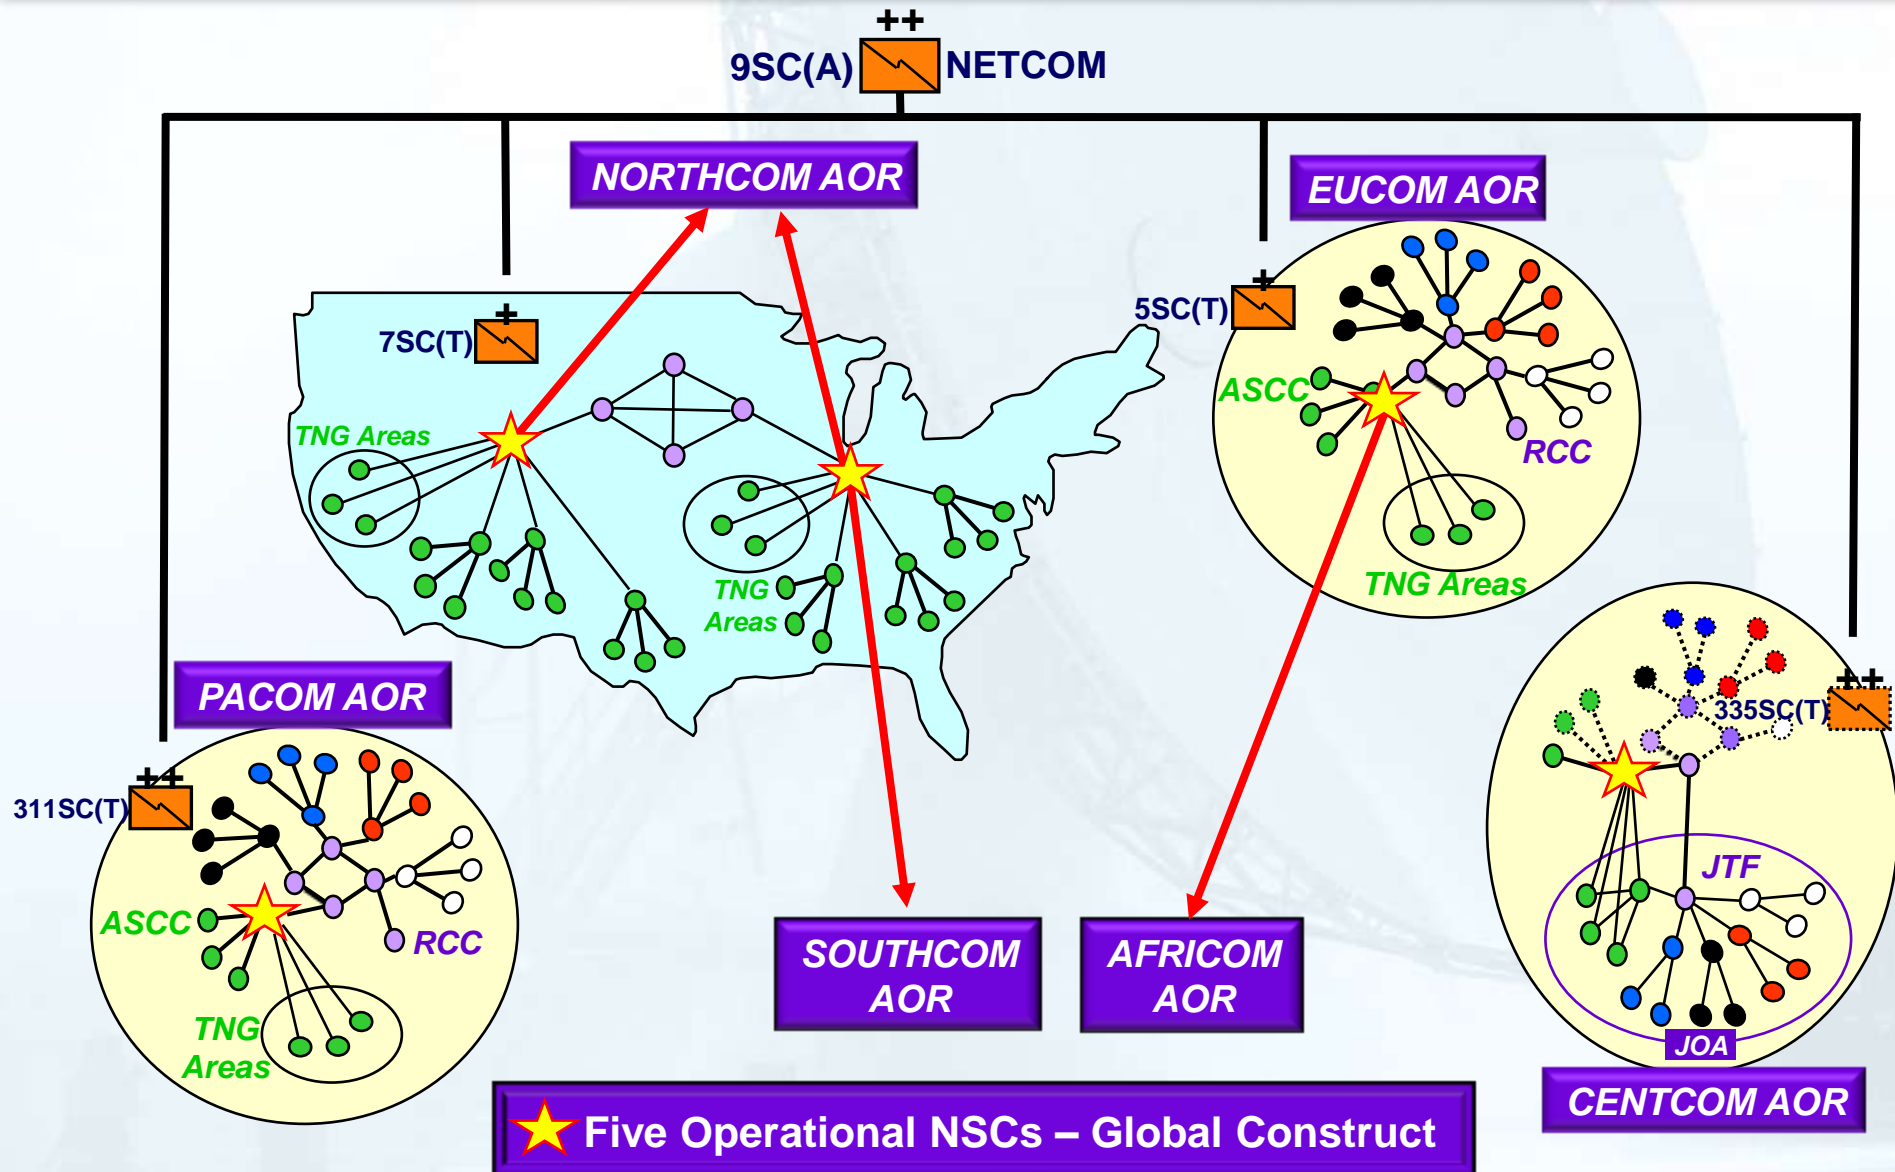 ++
9SC(A) NETCOM
NORTHCOM AOR
EUCOM AOR
+
5SC(T)
+
7SC(T)
ASCC
TNG Areas
RCC
TNG Areas
TNG
Areas
PACOM AOR
++
335SC(T)
++
311SC(T)
JTF
ASCC
RCC
SOUTHCOM
AOR
AFRICOM
AOR
TNG
Areas
JOA
CENTCOM AOR
Five Operational NSCs – Global Construct